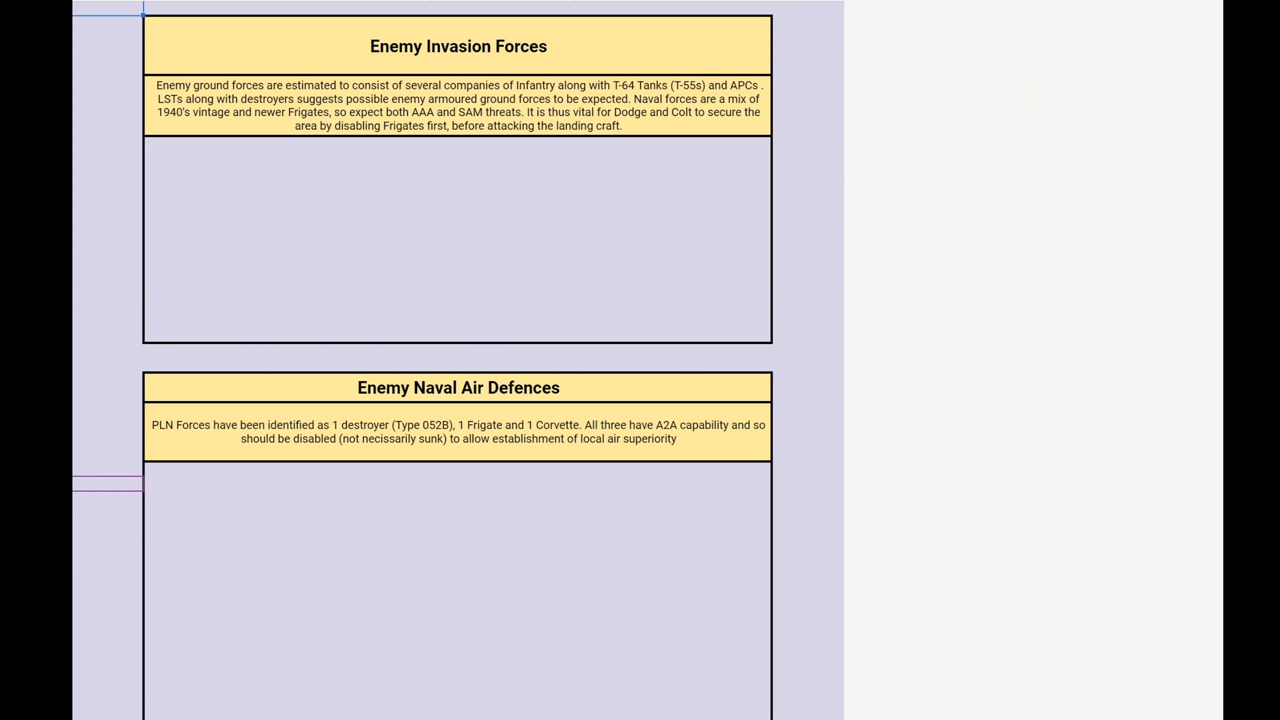 Enemy Invasion Forces
Enemy ground forces are estimated to consist of several companies of Infantry along with T-64 Tanks (T-55s) and APCs .
LSTs along with destroyers suggests possible enemy armoured ground forces to be expected. Naval forces are a mix of
1940's vintage and newer Frigates, so expect both AAA and SAM threats. It is thus vital for Dodge and Colt to secure the
area by disabling Frigates first, before attacking the landing craft.
Enemy Naval Air Defences
PLN Forces have been identified as 1 destroyer (Type 052B), 1 Frigate and 1 Corvette. All three have A2A capability and so
should be disabled (not necissarily sunk) to allow establishment of local air superiority